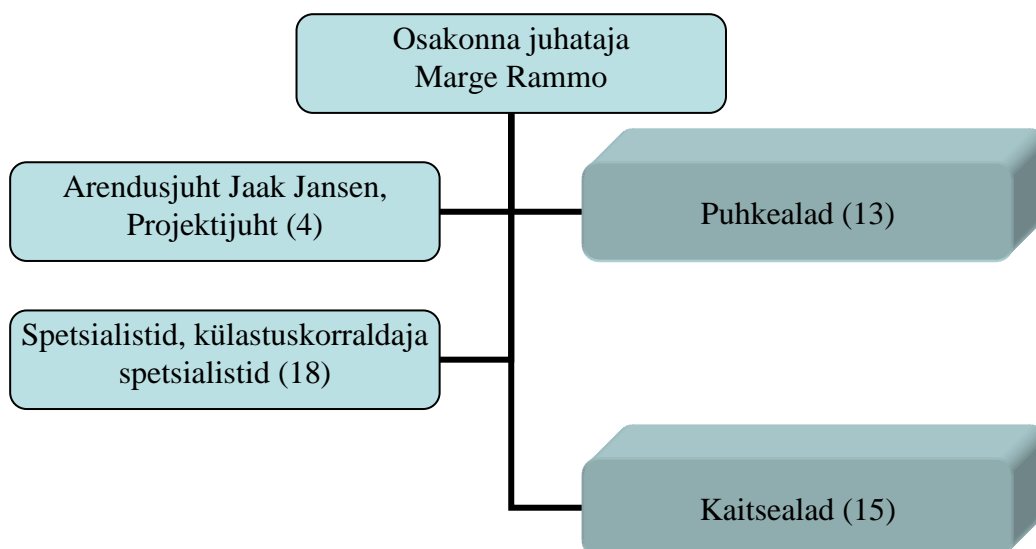 Osakonna juhataja
Marge Rammo
Arendusjuht Jaak Jansen,
Projektijuht (4)
Puhkealad (13)
Spetsialistid, külastuskorraldaja
spetsialistid (18)
Kaitsealad (15)